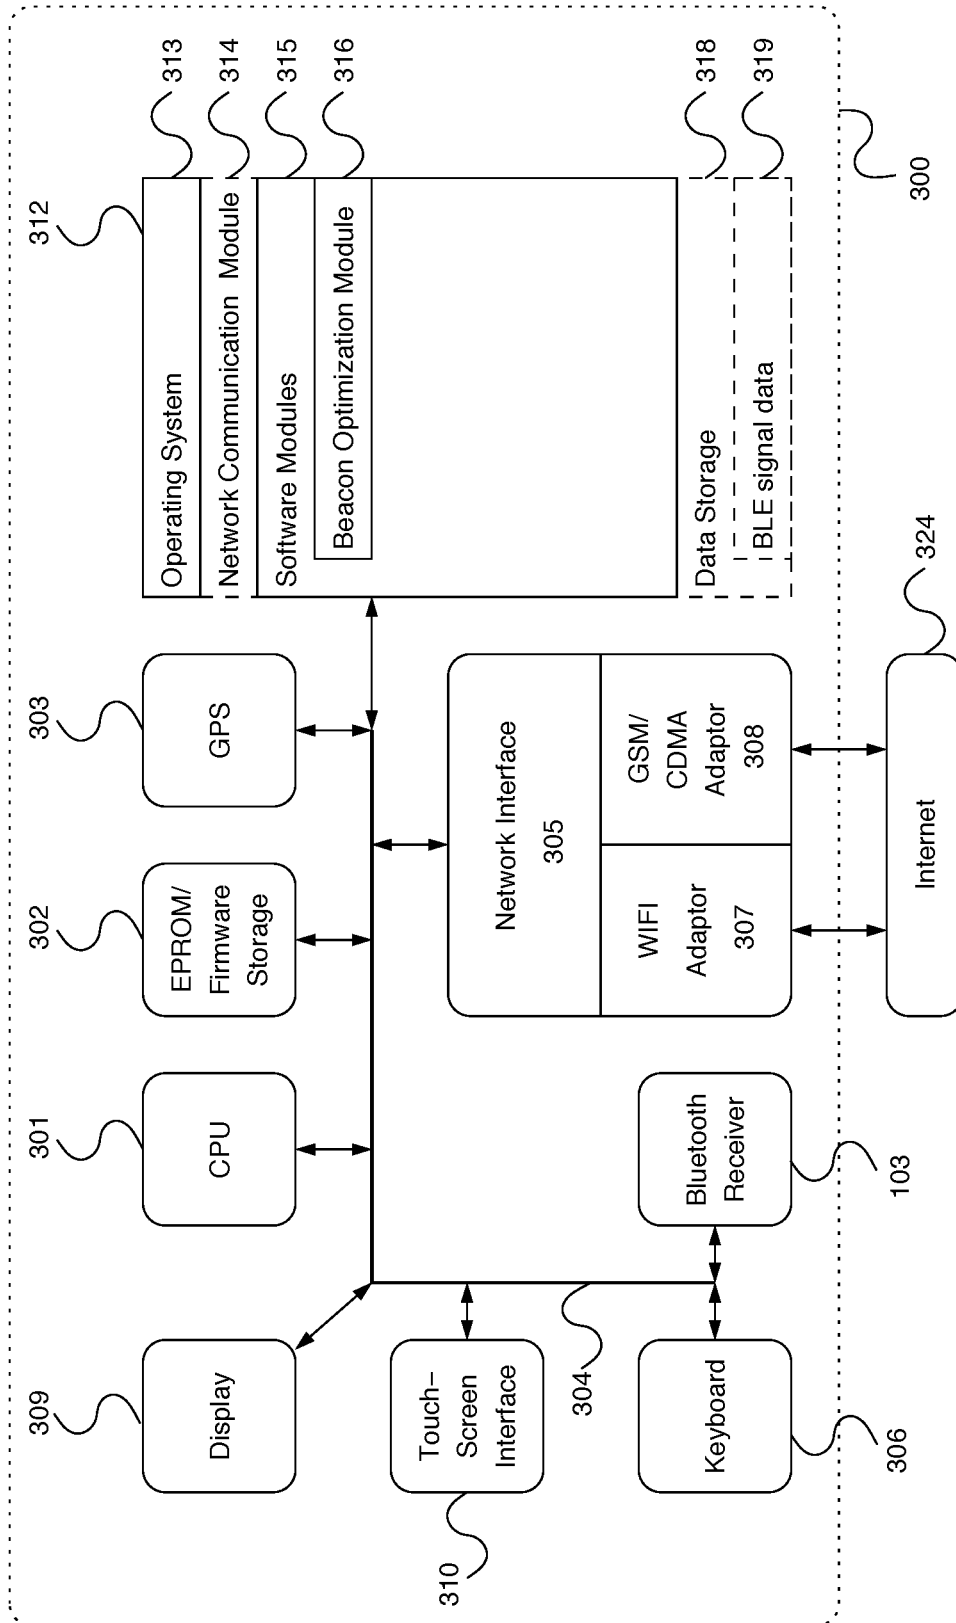 309
Display
301
CPU
302
EPROM/
Firmware
Storage
303
GPS
312
Operating System
313
Network Communication Module
314
Software Modules
315
Beacon Optimization Module
316
Data Storage
318
BLE signal data
319
Touch-
Screen
Interface
310
304
Keyboard
306
Bluetooth
Receiver
103
Network Interface
305
WIFI
Adaptor
307
GSM/
CDMA
Adaptor
308
Internet
324
300